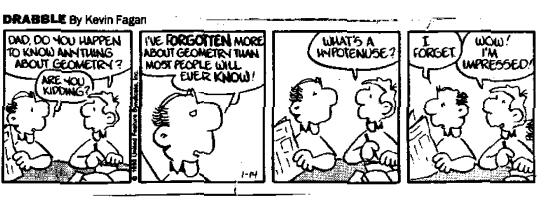 DRABBLE By Kevin Fagan
DAD, DO YOU HAPPEN
TO KNOW ANYTHING
ABOUT GEOMETRY?
ARE YOU
KIDDING?
I'VE FORGOTTEN MORE
ABOUT GEOMETRY THAN
MOST PEOPLE WILL
EVER KNOW!
1-14
WHAT'S A
HYPOTENUSE?
I
FORGET.
WOW!
I'M
IMPRESSED!